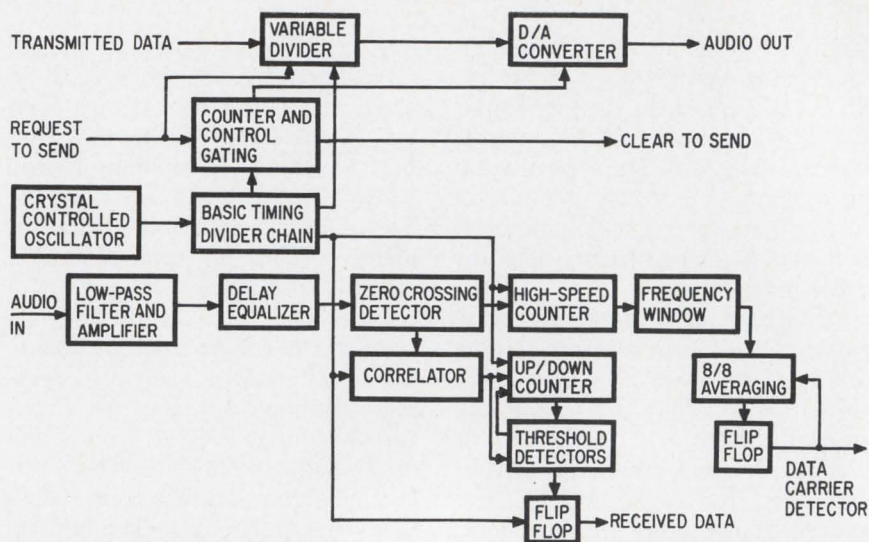 TRANSMITTED DATA
VARIABLE
DIVIDER
D/A
CONVERTER
AUDIO OUT
REQUEST
TO SEND
COUNTER AND
CONTROL
GATING
CLEAR TO SEND
CRYSTAL
CONTROLLED
OSCILLATOR
BASIC TIMING
DIVIDER CHAIN
AUDIO
IN
LOW-PASS
FILTER AND
AMPLIFIER
DELAY
EQUALIZER
ZERO CROSSING
DETECTOR
HIGH-SPEED
COUNTER
FREQUENCY
WINDOW
CORRELATOR
UP/DOWN
COUNTER
8/8
AVERAGING
THRESHOLD
DETECTORS
FLIP
FLOP
DATA
CARRIER
DETECTOR
FLIP
FLOP
RECEIVED DATA